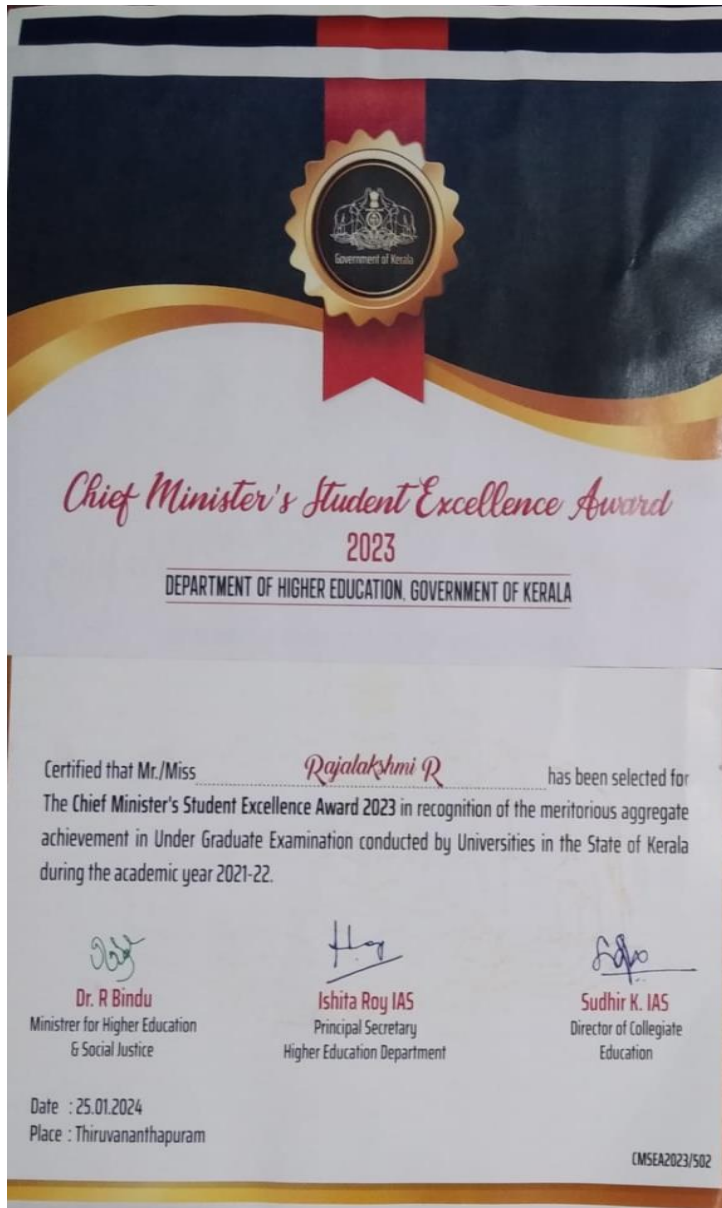 Government of Kerala
Chief Minister's Student Excellence Award
2023
DEPARTMENT OF HIGHER EDUCATION, GOVERNMENT OF KERALA
Certified that Mr./Miss Rajalakshmi R has been selected for
The Chief Minister's Student Excellence Award 2023 in recognition of the meritorious aggregate
achievement in Under Graduate Examination conducted by Universities in the State of Kerala
during the academic year 2021-22.
Dr. R Bindu
Ministrer for Higher Education
& Social Justice
Ishita Roy IAS
Principal Secretary
Higher Education Department
Sudhir K. IAS
Director of Collegiate
Education
Date : 25.01.2024
Place : Thiruvananthapuram
CMSEA2023/502